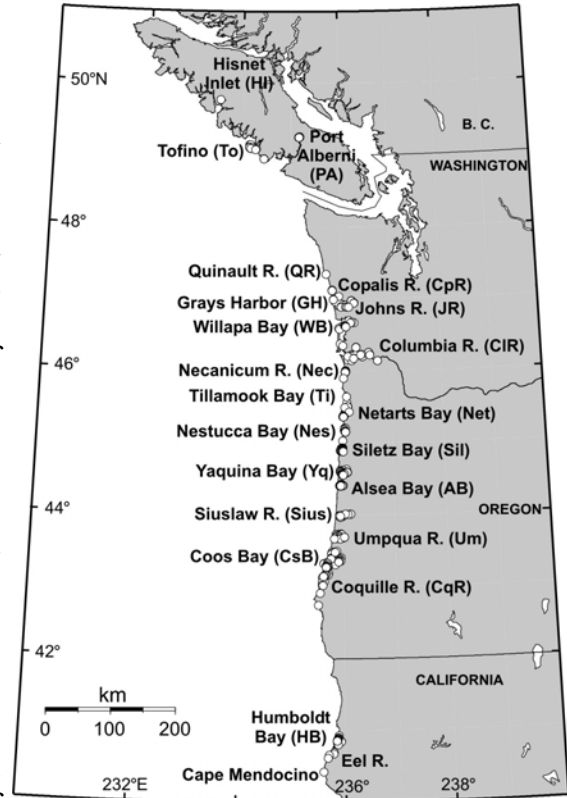 50°N
Hisnet
Inlet (HI)
B. C.
Port
Alberni
(PA)
Tofino (To)
WASHINGTON
48°
Quinault R. (QR)
Copalis R. (CpR)
Grays Harbor (GH)
Johns R. (JR)
Willapa Bay (WB)
Columbia R. (ClR)
46°
Necanicum R. (Nec)
Tillamook Bay (Ti)
Netarts Bay (Net)
Nestucca Bay (Nes)
Siletz Bay (Sil)
Yaquina Bay (Yq)
Alsea Bay (AB)
44°
OREGON
Siuslaw R. (Sius)
Umpqua R. (Um)
Coos Bay (CsB)
Coquille R. (CqR)
42°
CALIFORNIA
km
0 100 200
Humboldt
Bay (HB)
Eel R.
Cape Mendocino
232°E 236° 238°